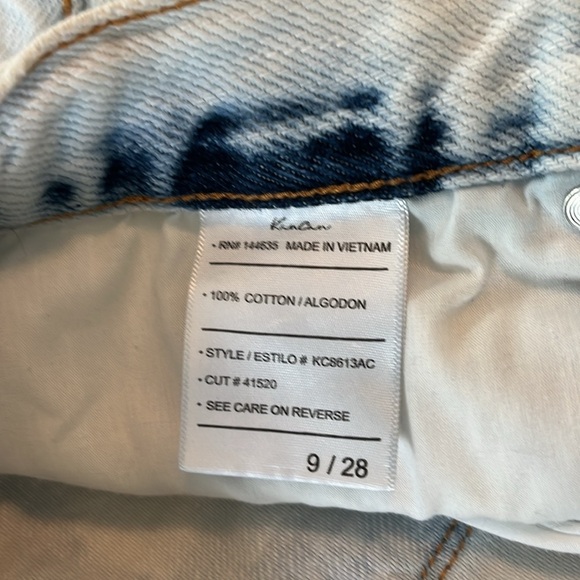 KanCan
• RN# 144635 MADE IN VIETNAM
• 100% COTTON / ALGODON
• STYLE / ESTILO # KC8613AC
• CUT # 41520
• SEE CARE ON REVERSE
9 / 28